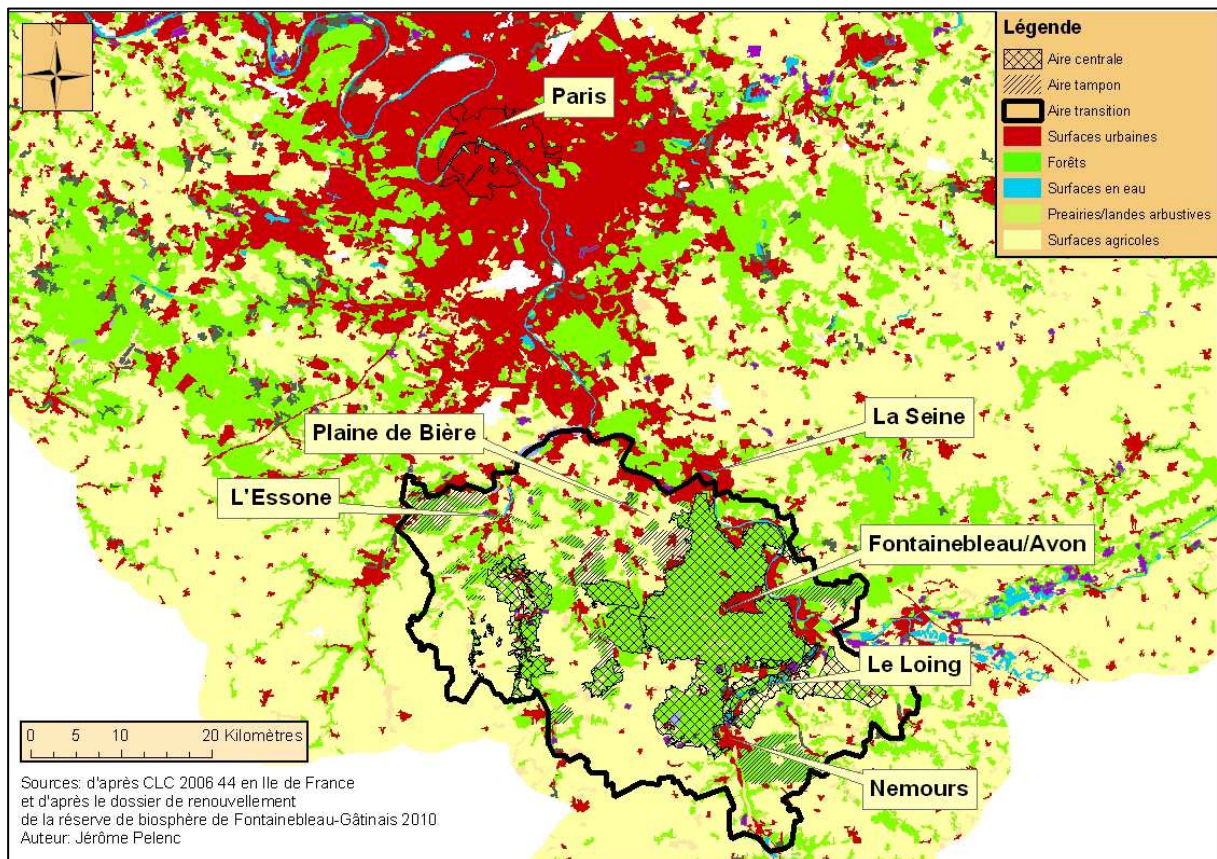 N
Paris
Légende
Aire centrale
Aire tampon
Aire transition
Surfaces urbaines
Forêts
Surfaces en eau
Preairies/landes arbustives
Surfaces agricoles
Plaine de Bière
La Seine
L'Essone
Fontainebleau/Avon
Le Loing
Nemours
0 5 10 20 Kilomètres
Sources: d'après CLC 2006 44 en Ile de France
et d'après le dossier de renouvellement
de la réserve de biosphère de Fontainebleau-Gâtinais 2010
Auteur: Jérôme Pelenc